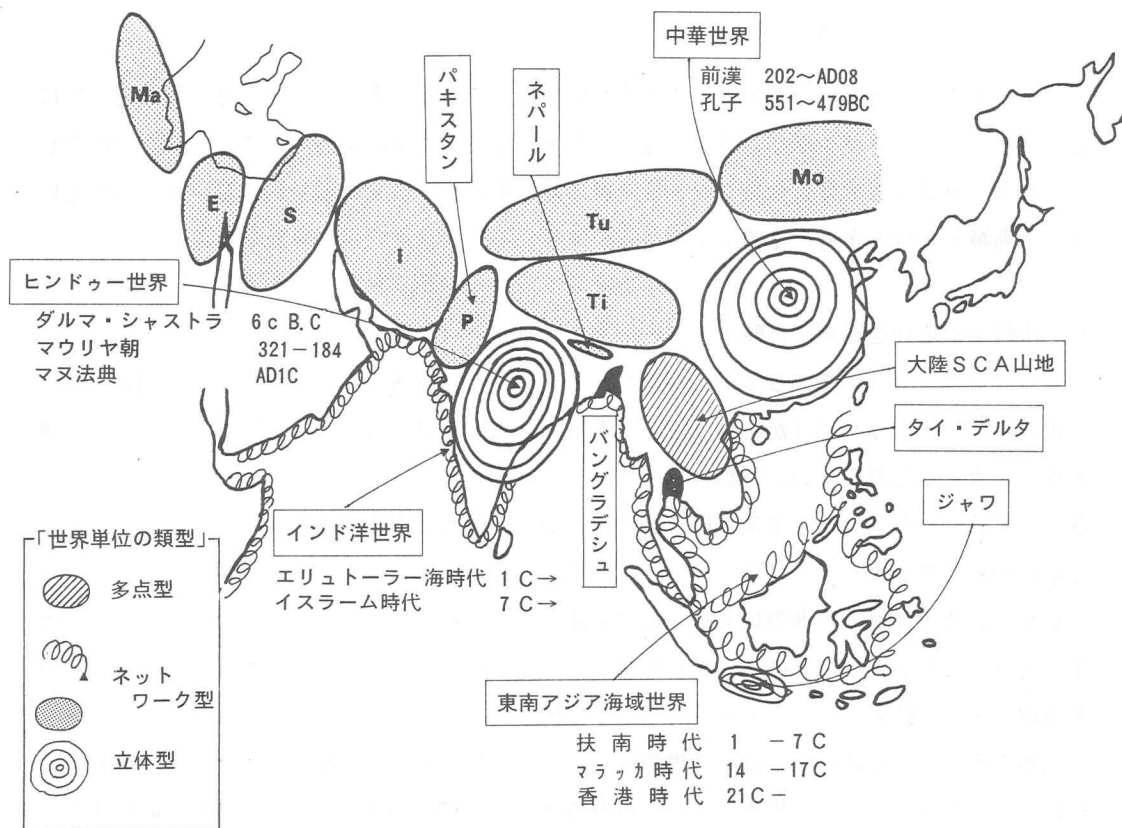 中華世界
前漢 202～AD08
孔子 551～479BC
パキスタン
ネパール
Ma
E
S
I
P
Tu
Ti
Mo
ヒンドゥー世界
ダルマ・シャストラ 6c B.C
マウリヤ朝 321－184
マヌ法典 AD1C
大陸SCA山地
タイ・デルタ
ジャワ
バングラデシュ
インド洋世界
エリュトーラー海時代 1C→
イスラーム時代 7C→
東南アジア海域世界
扶南時代 1 －7C
マラッカ時代 14 －17C
香港時代 21C－
「世界単位の類型」
多点型
ネット
ワーク型
立体型